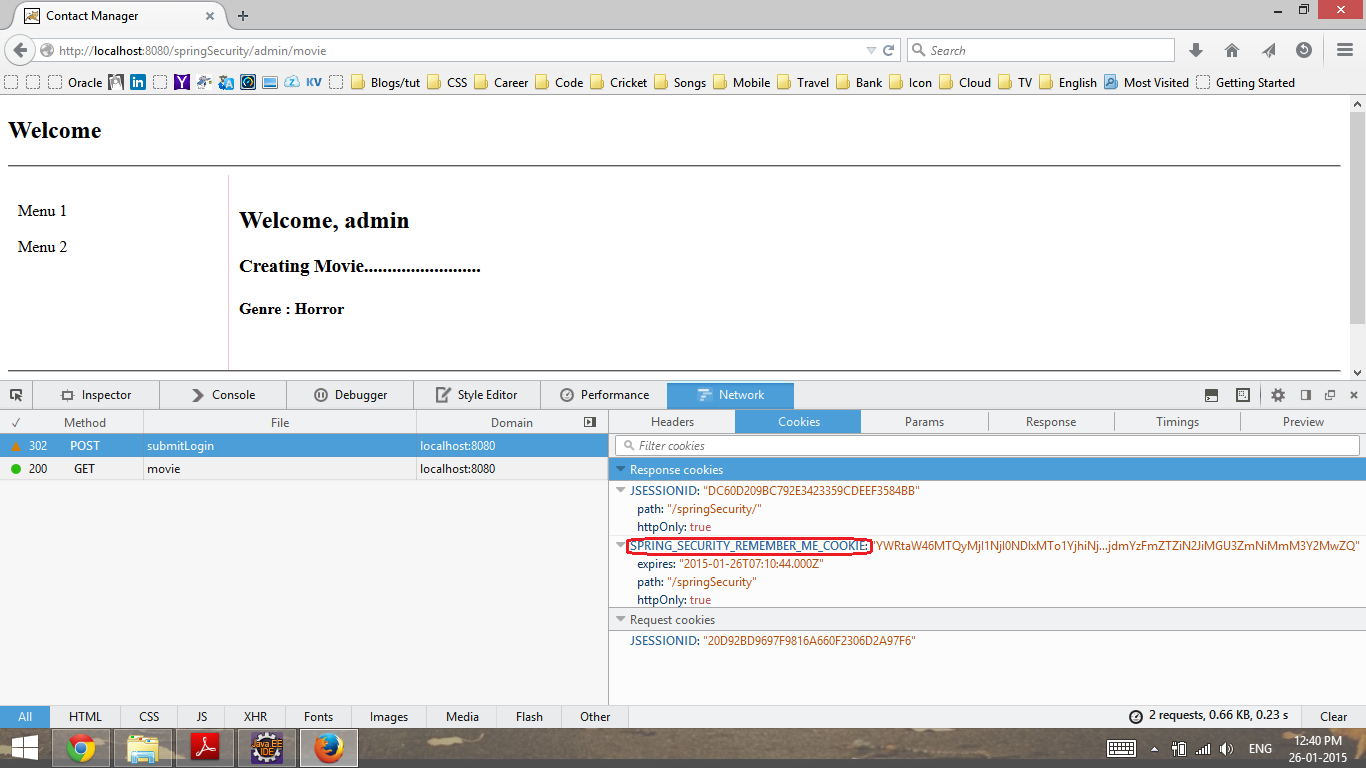 Contact Manager
http://localhost:8080/springSecurity/admin/movie
Search
Oracle
KV
Blogs/tut
CSS
Career
Code
Cricket
Songs
Mobile
Travel
Bank
Icon
Cloud
TV
English
Most Visited
Getting Started
Welcome
Menu 1
Menu 2
Welcome, admin
Creating Movie.........................
Genre : Horror
Inspector
Console
Debugger
Style Editor
Performance
Network
✓ Method File Domain
302 POST submitLogin localhost:8080
200 GET movie localhost:8080
Headers Cookies Params Response Timings Preview
Filter cookies
Response cookies
JSESSIONID: "DC60D209BC792E3423359CDEEF3584BB"
path: "/springSecurity/"
httpOnly: true
SPRING_SECURITY_REMEMBER_ME_COOKIE: "YWRtaW46MTQyMjI1NjI0NDIxMTo1YjhiNj...jdmYzFmZTZiN2JiMGU3ZmNiMmM3Y2MwZQ"
expires: "2015-01-26T07:10:44.000Z"
path: "/springSecurity"
httpOnly: true
Request cookies
JSESSIONID: "20D92BD9697F9816A660F2306D2A97F6"
All HTML CSS JS XHR Fonts Images Media Flash Other
2 requests, 0.66 KB, 0.23 s
Clear
Java EE
IDE
ENG
12:40 PM
26-01-2015